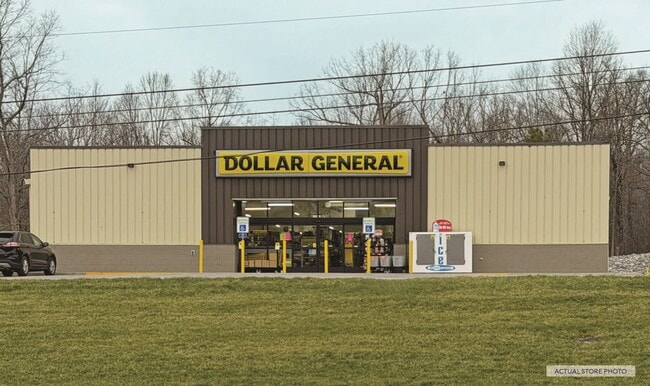 DOLLAR GENERAL
ICE
ACTUAL STORE PHOTO